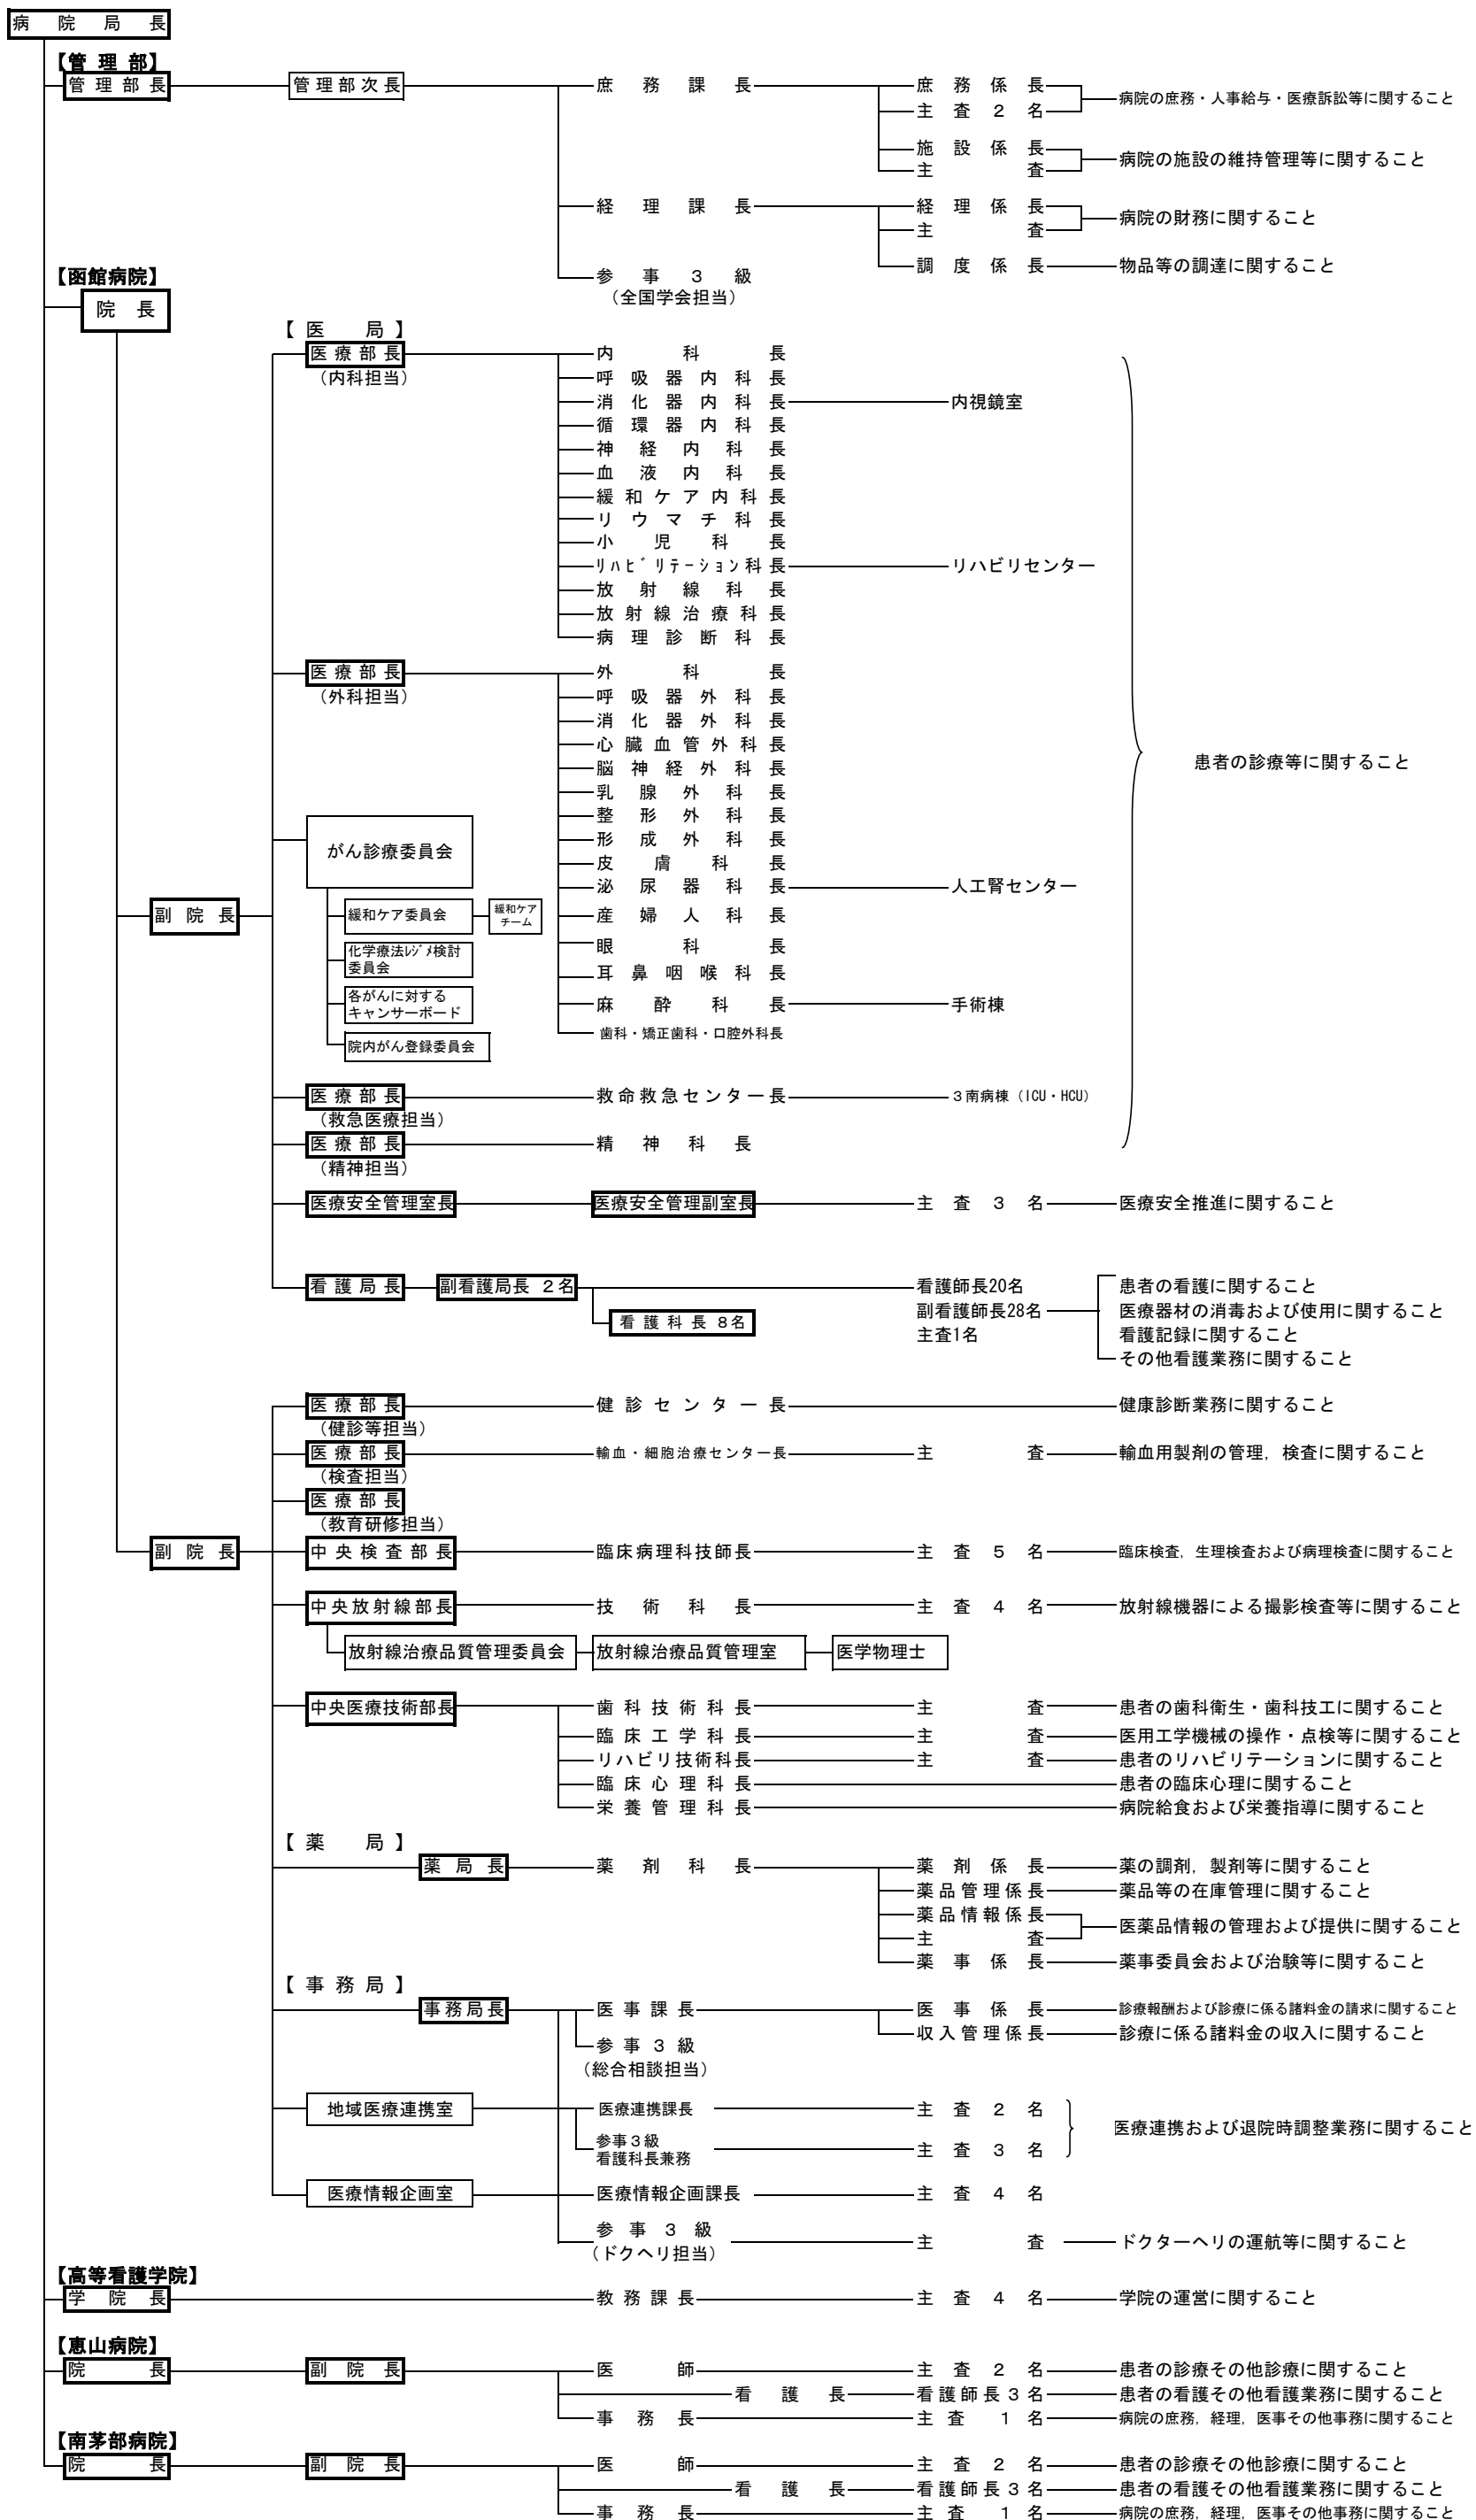 病院局長
【管理部】
管理部長 管理部次長 庶務課長 庶務係長 病院の庶務・人事給与・医療訴訟等に関すること
主査2名
施設係長 病院の施設の維持管理等に関すること
主査
経理課長 経理係長 病院の財務に関すること
主査
調度係長 物品等の調達に関すること
参事3級
（全国学会担当）
【函館病院】
院長
【医局】
医療部長 内科長
（内科担当） 呼吸器内科長
消化器内科長 内視鏡室
循環器内科長
神経内科長
血液内科長
緩和ケア内科長
リウマチ科長
小児科長
ﾘﾊﾋﾞﾘﾃｰｼｮﾝ科長 リハビリセンター
放射線科長
放射線治療科長
病理診断科長
医療部長 外科長
（外科担当） 呼吸器外科長
消化器外科長
心臓血管外科長
患者の診療等に関すること
脳神経外科長
乳腺外科長
整形外科長
形成外科長
がん診療委員会
皮膚科長
泌尿器科長 人工腎センター
副院長 緩和ケア委員会 緩和ケア
チーム
産婦人科長
化学療法ﾚｼﾞﾒ検討
委員会
眼科長
耳鼻咽喉科長
各がんに対する
キャンサーボード
麻酔科長 手術棟
院内がん登録委員会 歯科・矯正歯科・口腔外科長
医療部長 救命救急センター長 3南病棟（ICU・HCU）
（救急医療担当）
医療部長 精神科長
（精神担当）
医療安全管理室長 医療安全管理副室長 主査3名 医療安全推進に関すること
看護局長 副看護局長 2名 看護師長20名 患者の看護に関すること
看護科長8名 副看護師長28名 医療器材の消毒および使用に関すること
主査1名 看護記録に関すること
その他看護業務に関すること
医療部長 健診センター長 健康診断業務に関すること
（健診等担当）
医療部長 輸血・細胞治療センター長 主査 輸血用製剤の管理，検査に関すること
（検査担当）
医療部長
（教育研修担当）
副院長 中央検査部長 臨床病理科技師長 主査5名 臨床検査，生理検査および病理検査に関すること
中央放射線部長 技術科長 主査4名 放射線機器による撮影検査等に関すること
放射線治療品質管理委員会 放射線治療品質管理室 医学物理士
中央医療技術部長 歯科技術科長 主査 患者の歯科衛生・歯科技工に関すること
臨床工学科長 主査 医用工学機械の操作・点検等に関すること
リハビリ技術科長 主査 患者のリハビリテーションに関すること
臨床心理科長 患者の臨床心理に関すること
栄養管理科長 病院給食および栄養指導に関すること
【薬局】
薬局長 薬剤科長 薬剤係長 薬の調剤，製剤等に関すること
薬品管理係長 薬品等の在庫管理に関すること
薬品情報係長 医薬品情報の管理および提供に関すること
主査
薬事係長 薬事委員会および治験等に関すること
【事務局】
事務局長 医事課長 医事係長 診療報酬および診療に係る諸料金の請求に関すること
収入管理係長 診療に係る諸料金の収入に関すること
参事3級
（総合相談担当）
地域医療連携室 医療連携課長 主査2名
医療連携および退院時調整業務に関すること
参事3級
看護科長兼務 主査3名
医療情報企画室 医療情報企画課長 主査4名
参事3級
（ドクヘリ担当） 主査 ドクターヘリの運航等に関すること
【高等看護学院】
学院長 教務課長 主査4名 学院の運営に関すること
【恵山病院】
院長 副院長 医師 主査2名 患者の診療その他診療に関すること
看護長 看護師長3名 患者の看護その他看護業務に関すること
事務長 主査1名 病院の庶務，経理，医事その他事務に関すること
【南茅部病院】
院長 副院長 医師 主査2名 患者の診療その他診療に関すること
看護長 看護師長3名 患者の看護その他看護業務に関すること
事務長 主査1名 病院の庶務，経理，医事その他事務に関すること